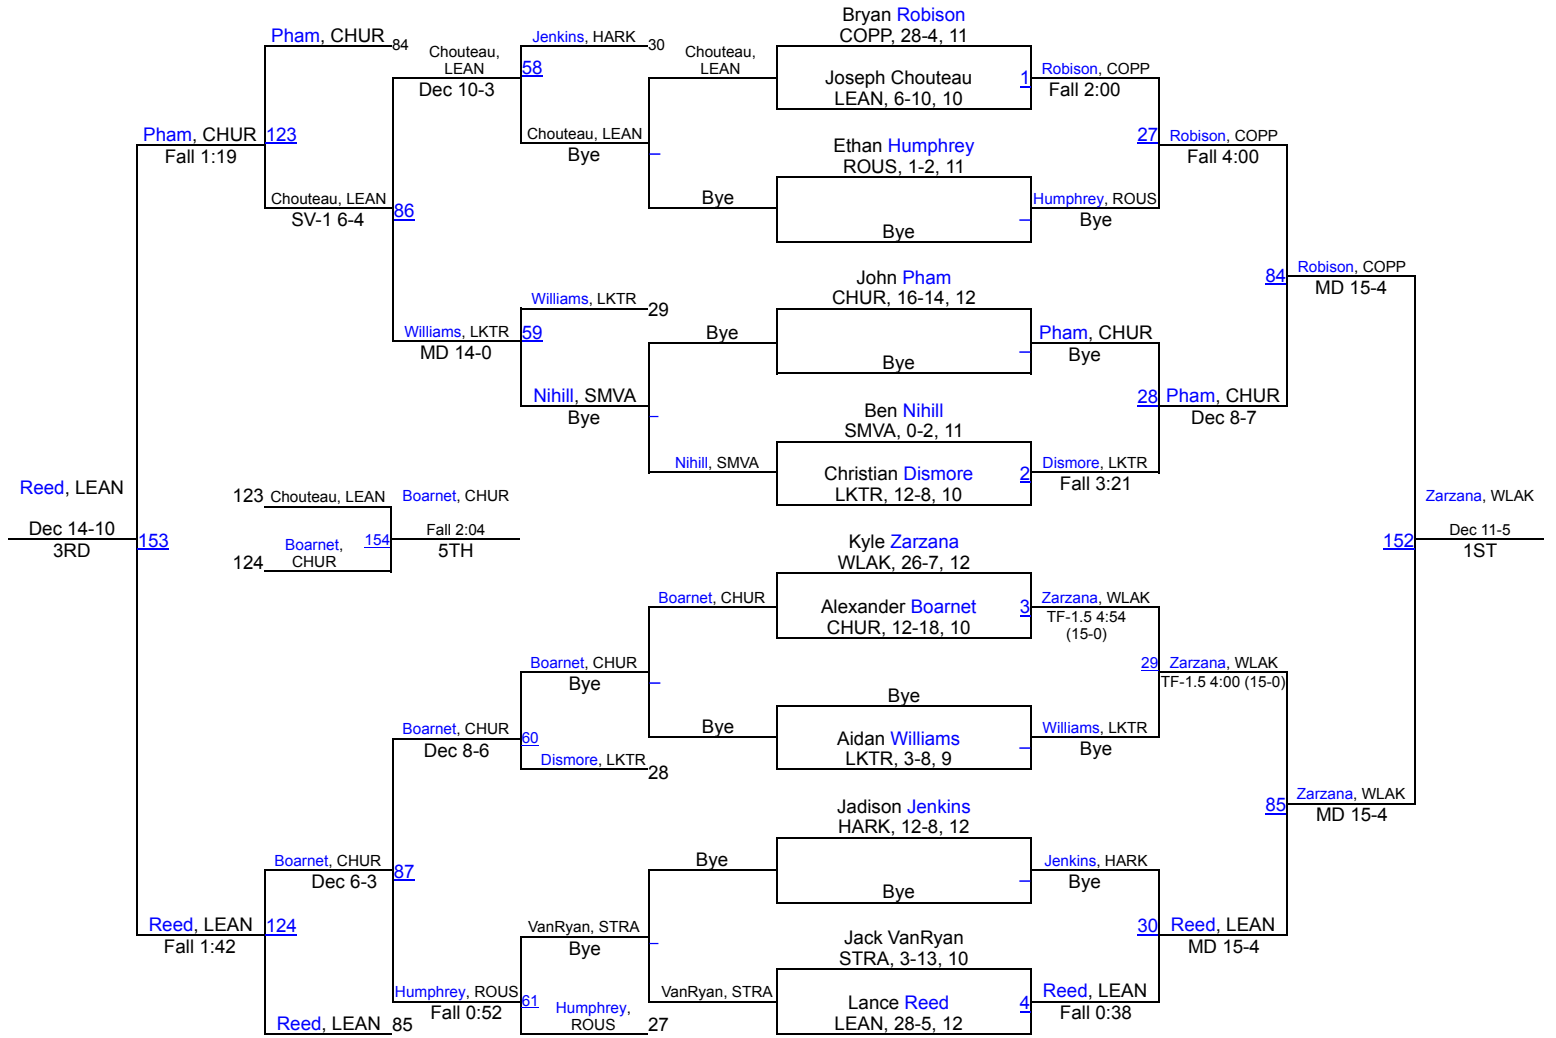 Bryan Robison
COPP, 28-4, 11
Joseph Chouteau
LEAN, 6-10, 10
1
Ethan Humphrey
ROUS, 1-2, 11
Bye
John Pham
CHUR, 16-14, 12
Bye
Ben Nihill
SMVA, 0-2, 11
Christian Dismore
LKTR, 12-8, 10
2
Kyle Zarzana
WLAK, 26-7, 12
Alexander Boarnet
CHUR, 12-18, 10
3
Bye
Aidan Williams
LKTR, 3-8, 9
Jadison Jenkins
HARK, 12-8, 12
Bye
Jack VanRyan
STRA, 3-13, 10
Lance Reed
LEAN, 28-5, 12
4
Robison, COPP
Fall 2:00
Humphrey, ROUS
Bye
Pham, CHUR
Bye
Dismore, LKTR
Fall 3:21
Zarzana, WLAK
TF-1.5 4:54
(15-0)
Williams, LKTR
Bye
Jenkins, HARK
Bye
Reed, LEAN
Fall 0:38
27
Robison, COPP
Fall 4:00
28
Pham, CHUR
Dec 8-7
29
Zarzana, WLAK
TF-1.5 4:00 (15-0)
30
Reed, LEAN
MD 15-4
84
Robison, COPP
MD 15-4
85
Zarzana, WLAK
MD 15-4
152
Zarzana, WLAK
Dec 11-5
1ST
Chouteau,
LEAN
Bye
Bye
Nihill, SMVA
Boarnet, CHUR
Bye
Bye
VanRyan, STRA
Jenkins, HARK
30
Chouteau, LEAN
Bye
Williams, LKTR
29
Nihill, SMVA
Bye
Boarnet, CHUR
Bye
Dismore, LKTR
28
VanRyan, STRA
Bye
Humphrey,
ROUS
27
Chouteau,
LEAN
Dec 10-3
58
Williams, LKTR
MD 14-0
59
Boarnet, CHUR
Dec 8-6
60
Humphrey, ROUS
Fall 0:52
61
Pham, CHUR
84
Chouteau, LEAN
SV-1 6-4
86
Boarnet, CHUR
Dec 6-3
87
Reed, LEAN
85
Pham, CHUR
Fall 1:19
123
Reed, LEAN
Fall 1:42
124
Reed, LEAN
Dec 14-10
3RD
153
123
Chouteau, LEAN
124
Boarnet,
CHUR
154
Boarnet, CHUR
Fall 2:04
5TH